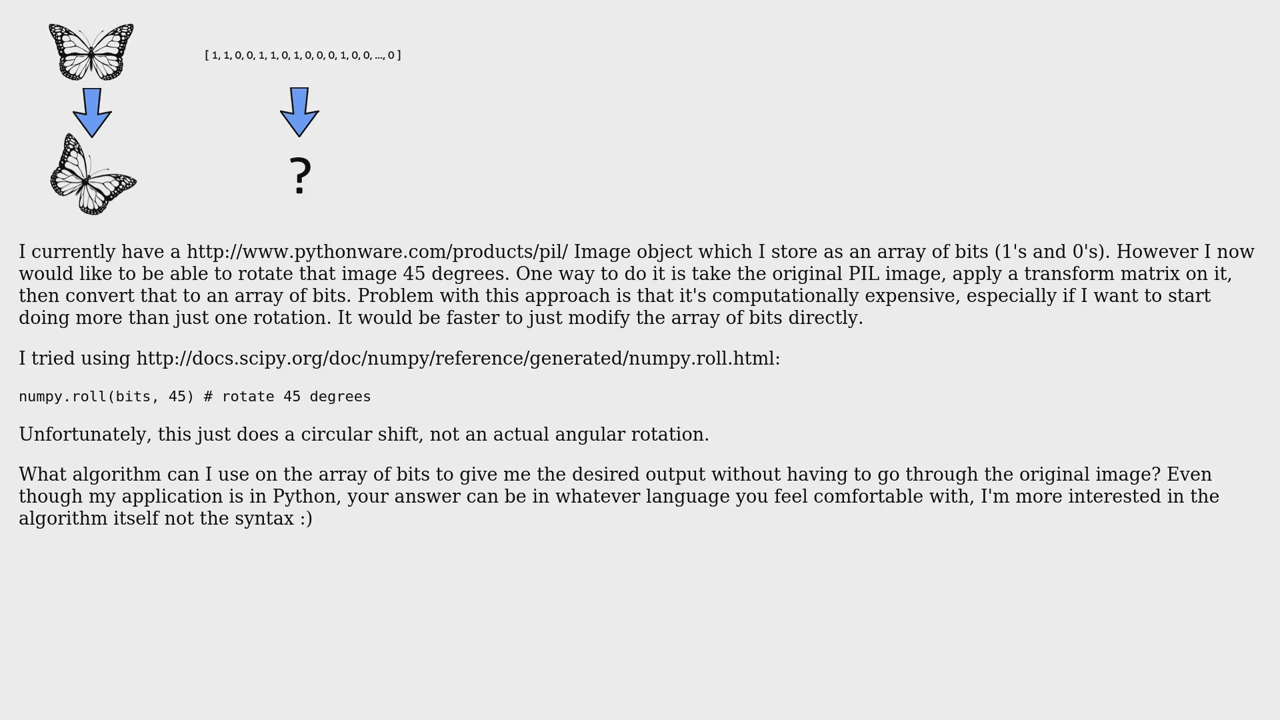 [ 1, 1, 0, 0, 1, 1, 0, 1, 0, 0, 0, 1, 0, 0, ..., 0 ]
?
I currently have a http://www.pythonware.com/products/pil/ Image object which I store as an array of bits (1's and 0's). However I now
would like to be able to rotate that image 45 degrees. One way to do it is take the original PIL image, apply a transform matrix on it,
then convert that to an array of bits. Problem with this approach is that it's computationally expensive, especially if I want to start
doing more than just one rotation. It would be faster to just modify the array of bits directly.
I tried using http://docs.scipy.org/doc/numpy/reference/generated/numpy.roll.html:
numpy.roll(bits, 45) # rotate 45 degrees
Unfortunately, this just does a circular shift, not an actual angular rotation.
What algorithm can I use on the array of bits to give me the desired output without having to go through the original image? Even
though my application is in Python, your answer can be in whatever language you feel comfortable with, I'm more interested in the
algorithm itself not the syntax :)